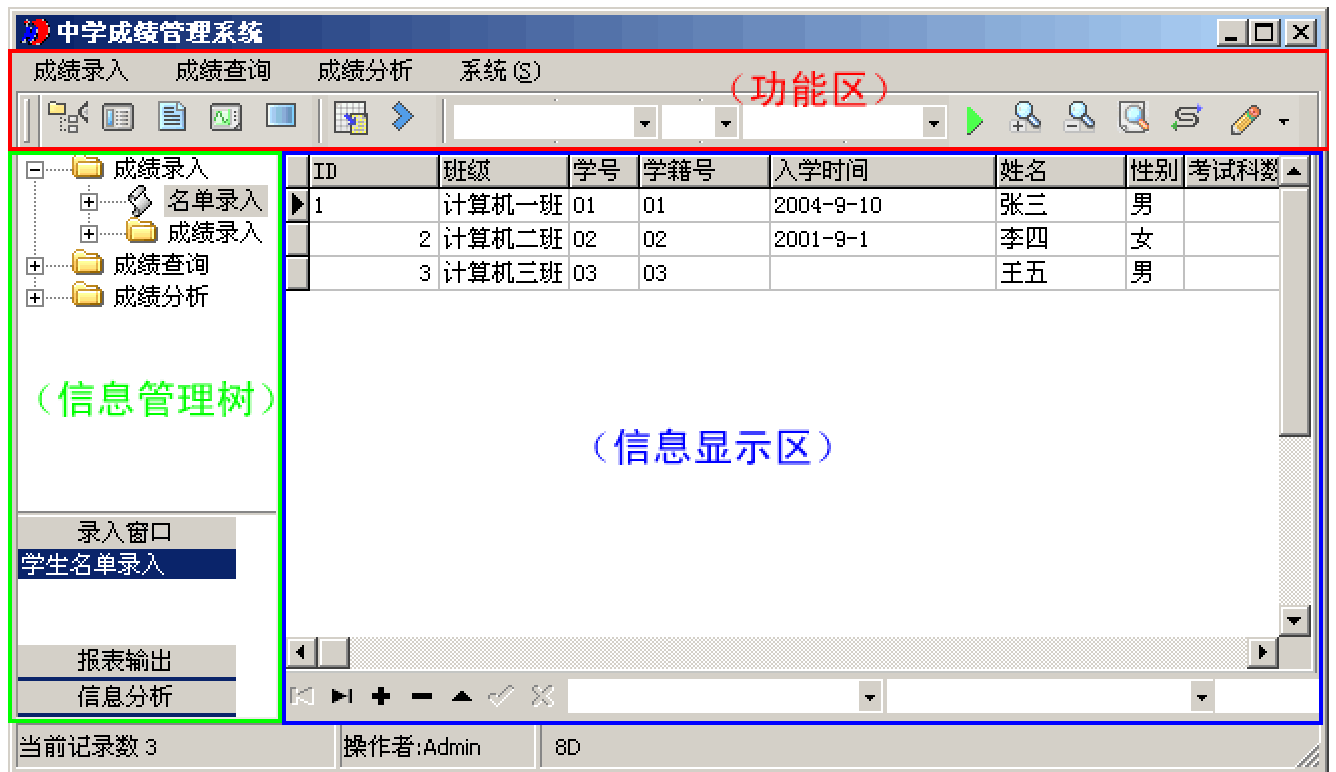 中学成绩管理系统
成绩录入 成绩查询 成绩分析 系统(S)
（功能区）
成绩录入
名单录入
成绩录入
成绩查询
成绩分析
（信息管理树）
录入窗口
学生名单录入
报表输出
信息分析
ID 班级 学号 学籍号 入学时间 姓名 性别 考试科数
1 计算机一班 01 01 2004-9-10 张三 男
2 计算机二班 02 02 2001-9-1 李四 女
3 计算机三班 03 03 王五 男
（信息显示区）
当前记录数 3 操作者:Admin 8D